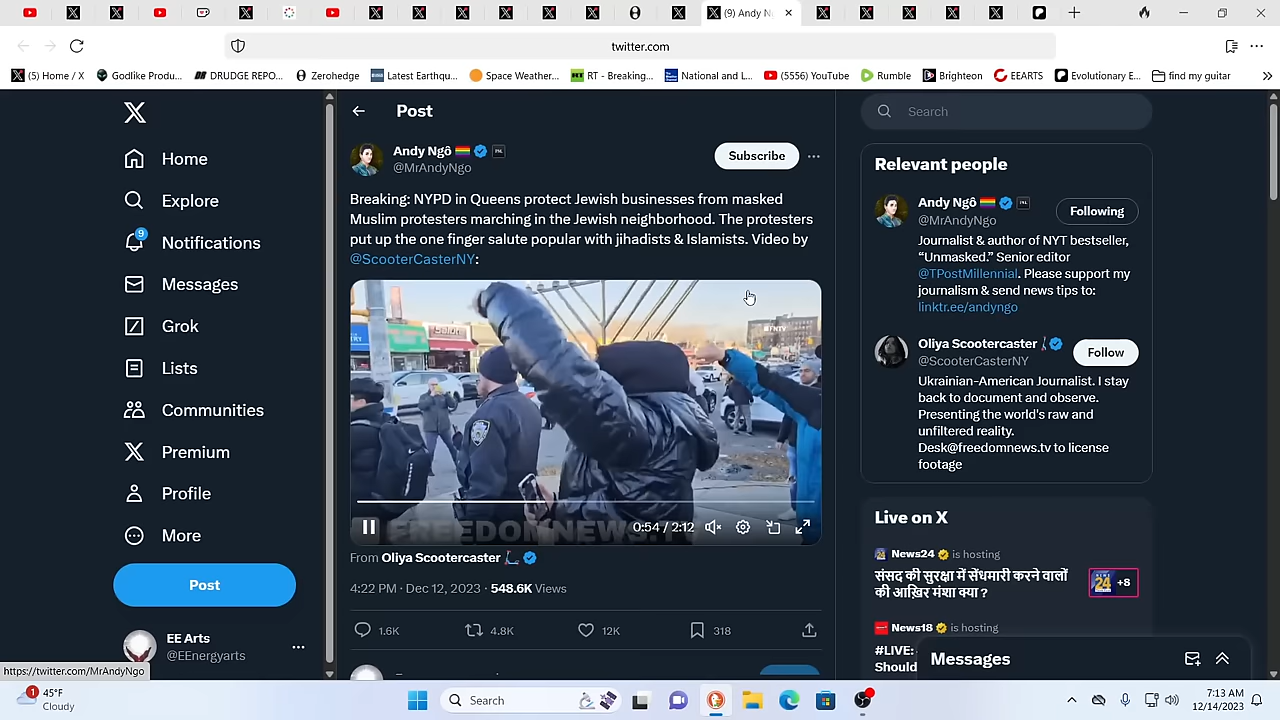 (9) Andy N
twitter.com
(5) Home / X
Godlike Produ...
DRUDGE REPO...
Zerohedge
Latest Earthqu...
Space Weather...
RT - Breaking...
National and L...
(5556) YouTube
Rumble
Brighteon
EEARTS
Evolutionary E...
find my guitar
Home
Explore
9
Notifications
Messages
Grok
Lists
Communities
Premium
Profile
More
Post
EE Arts
@EEnergyarts
https://twitter.com/MrAndyNgo
Post
Andy Ngô
@MrAndyNgo
Subscribe
Breaking: NYPD in Queens protect Jewish businesses from masked
Muslim protesters marching in the Jewish neighborhood. The protesters
put up the one finger salute popular with jihadists & Islamists. Video by
@ScooterCasterNY:
FREEDOMNEWS.T
0:54 / 2:12
From Oliya Scootercaster
4:22 PM · Dec 12, 2023 · 548.6K Views
1.6K
4.8K
12K
318
Search
Relevant people
Andy Ngô
@MrAndyNgo
Following
Journalist & author of NYT bestseller,
“Unmasked.” Senior editor
@TPostMillennial. Please support my
journalism & send news tips to:
linktr.ee/andyngo
Oliya Scootercaster
@ScooterCasterNY
Follow
Ukrainian-American Journalist. I stay
back to document and observe.
Presenting the world's raw and
unfiltered reality.
Desk@freedomnews.tv to license
footage
Live on X
News24 is hosting
संसद की सुरक्षा में सेंधमारी करने वालों
की आख़िर मंशा क्या ?
24
+8
News18 is hosting
#LIVE:
Should
Messages
1
45°F
Cloudy
Search
7:13 AM
12/14/2023